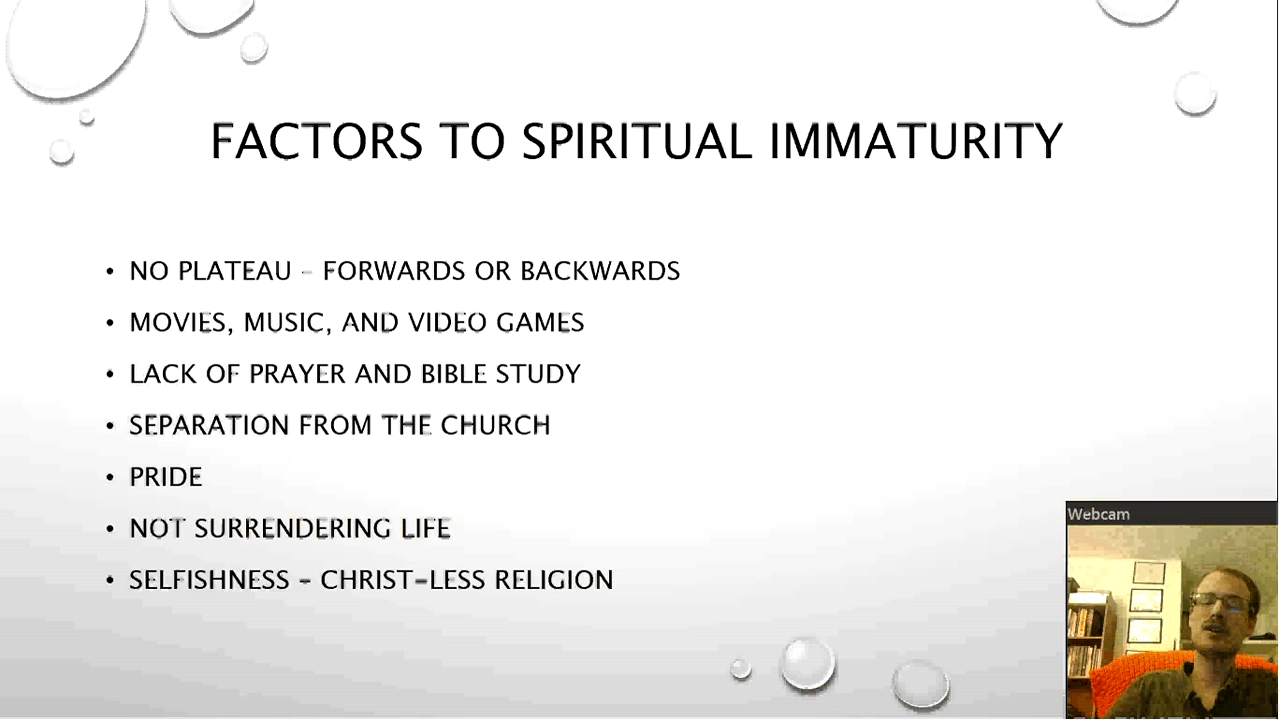 FACTORS TO SPIRITUAL IMMATURITY
• NO PLATEAU – FORWARDS OR BACKWARDS
• MOVIES, MUSIC, AND VIDEO GAMES
• LACK OF PRAYER AND BIBLE STUDY
• SEPARATION FROM THE CHURCH
• PRIDE
• NOT SURRENDERING LIFE
• SELFISHNESS – CHRIST-LESS RELIGION
Webcam